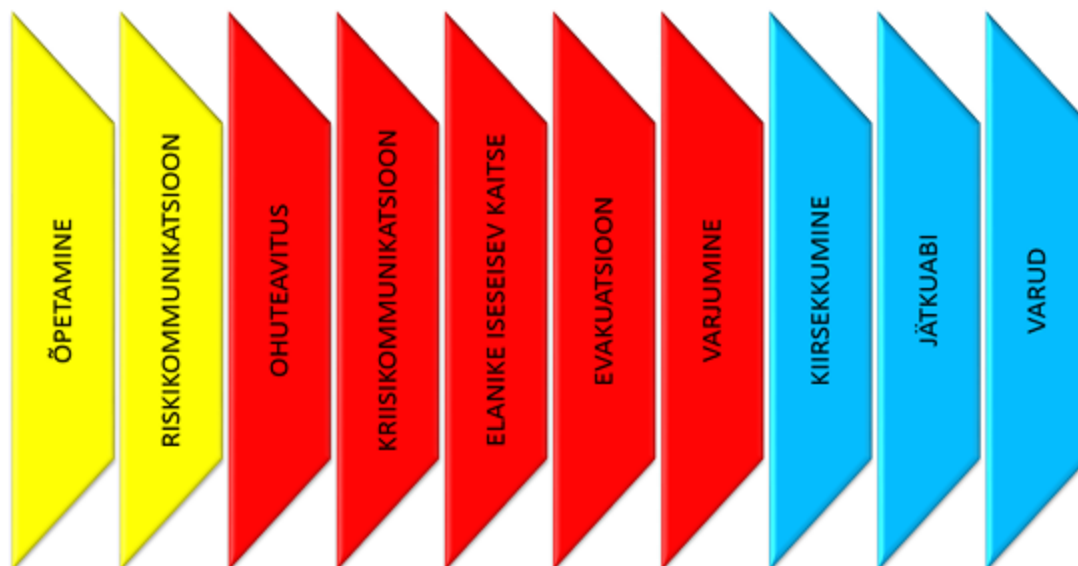 ÕPETAMINE
RISKIKOMMUNIKATSIOON
OHUTEAVITUS
KRIISIKOMMUNIKATSIOON
ELANIKE ISESEISEV KAITSE
EVAKUATSIOON
VARJUMINE
KIIRSEKKUMINE
JÄTKUABI
VARUD